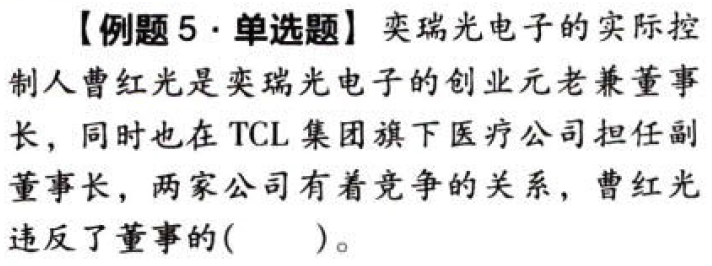 【例题5·单选题】奕瑞光电子的实际控
制人曹红光是奕瑞光电子的创业元老兼董事
长，同时也在TCL集团旗下医疗公司担任副
董事长，两家公司有着竞争的关系，曹红光
违反了董事的(    )。